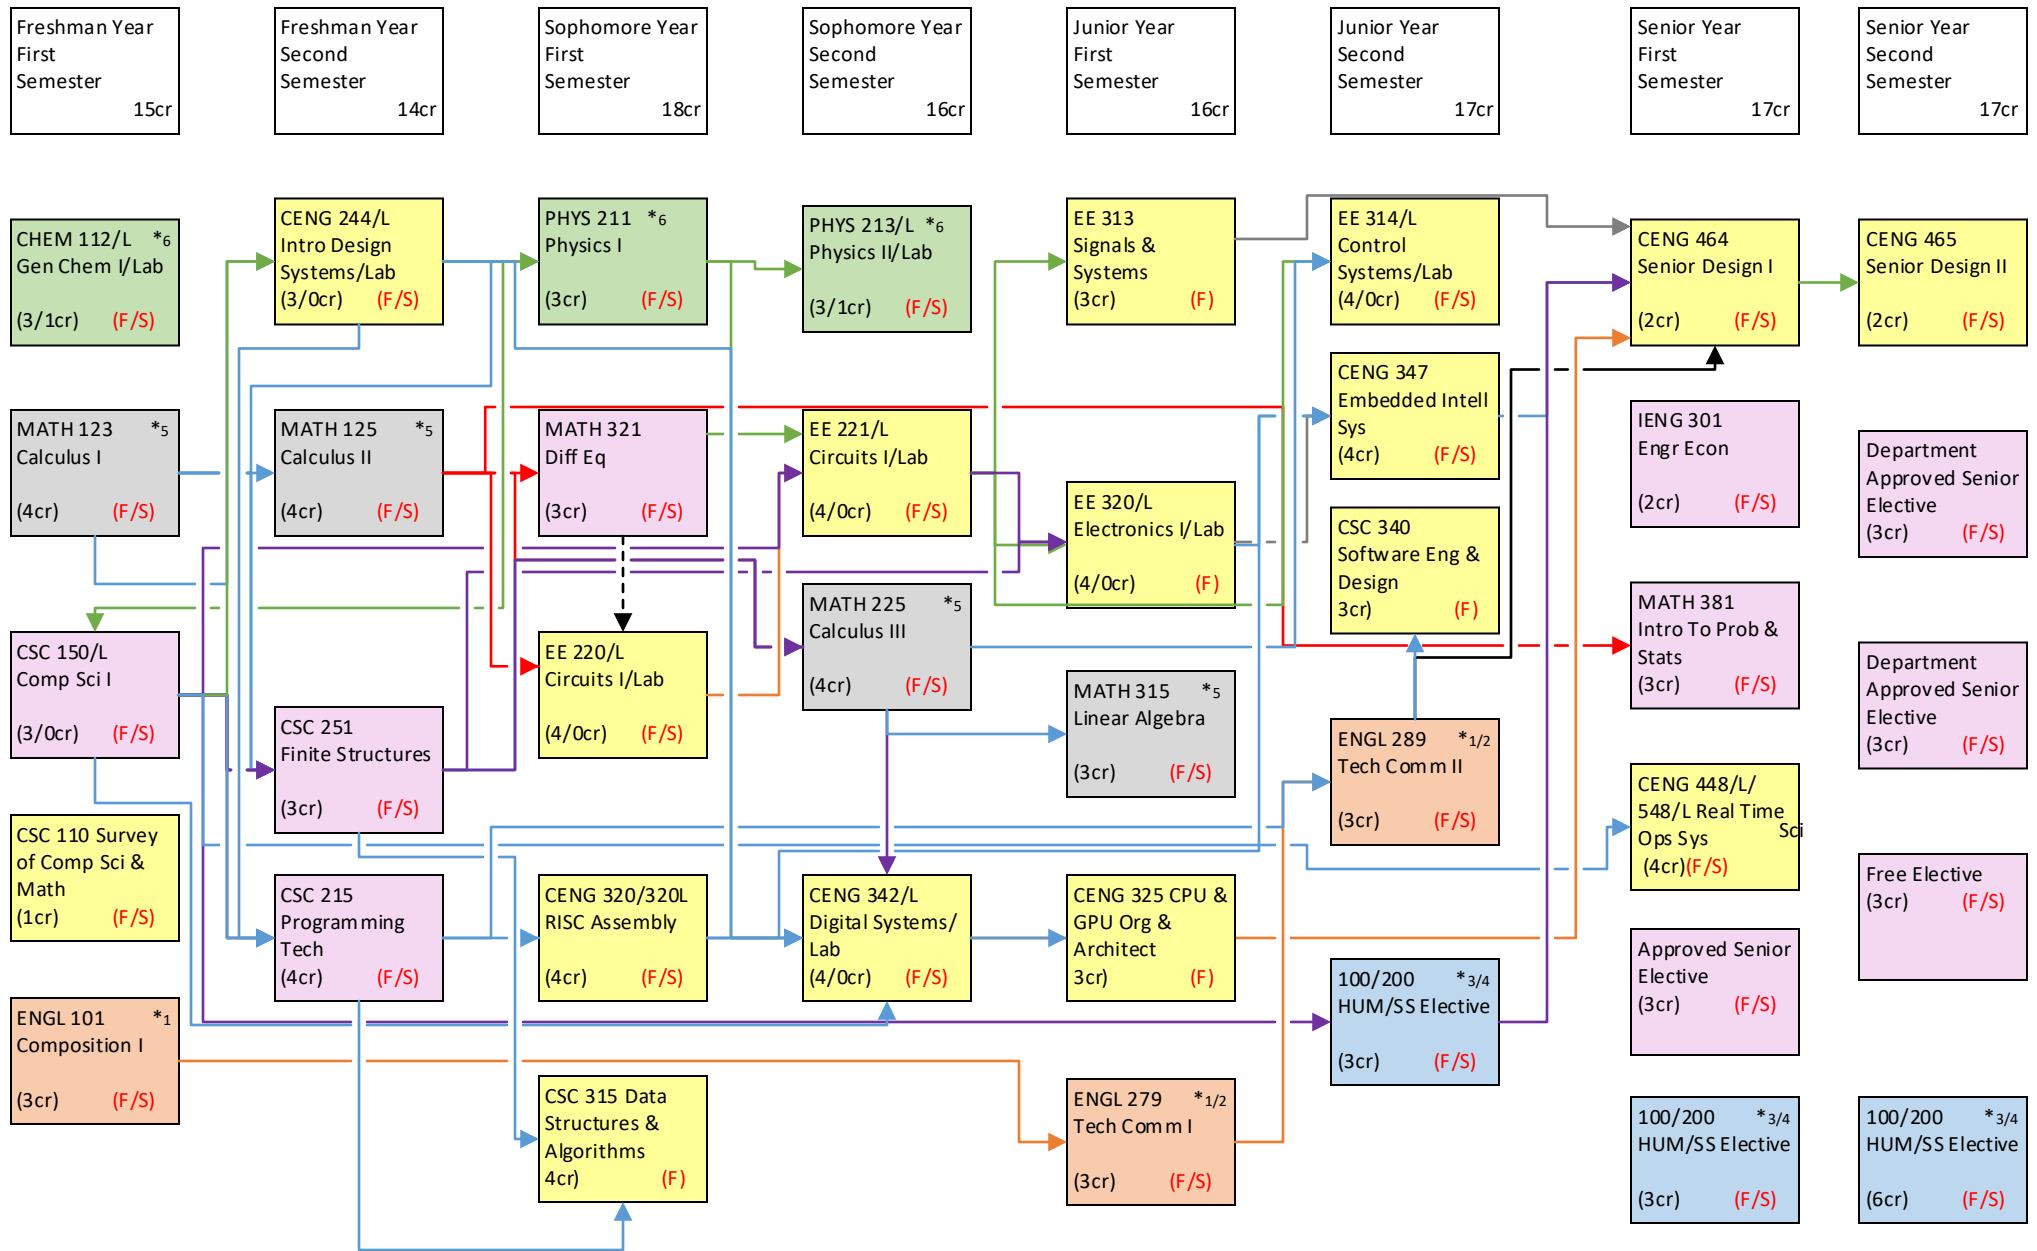 Freshman Year
First
Semester
15cr
Freshman Year
Second
Semester
14cr
Sophomore Year
First
Semester
18cr
Sophomore Year
Second
Semester
16cr
Junior Year
First
Semester
16cr
Junior Year
Second
Semester
17cr
Senior Year
First
Semester
17cr
Senior Year
Second
Semester
17cr
CHEM 112/L *6
Gen Chem I/Lab
(3/1cr) (F/S)
MATH 123 *5
Calculus I
(4cr) (F/S)
CSC 150/L
Comp Sci I
(3/0cr) (F/S)
CSC 110 Survey
of Comp Sci &
Math
(1cr) (F/S)
ENGL 101 *1
Composition I
(3cr) (F/S)
CENG 244/L
Intro Design
Systems/Lab
(3/0cr) (F/S)
MATH 125 *5
Calculus II
(4cr) (F/S)
CSC 251
Finite Structures
(3cr) (F/S)
CSC 215
Programming
Tech
(4cr) (F/S)
PHYS 211 *6
Physics I
(3cr) (F/S)
MATH 321
Diff Eq
(3cr) (F/S)
EE 220/L
Circuits I/Lab
(4/0cr) (F/S)
CENG 320/320L
RISC Assembly
(4cr) (F/S)
CSC 315 Data
Structures &
Algorithms
4cr) (F)
PHYS 213/L *6
Physics II/Lab
(3/1cr) (F/S)
EE 221/L
Circuits I/Lab
(4/0cr) (F/S)
MATH 225 *5
Calculus III
(4cr) (F/S)
CENG 342/L
Digital Systems/
Lab
(4/0cr) (F/S)
EE 313
Signals &
Systems
(3cr) (F)
EE 320/L
Electronics I/Lab
(4/0cr) (F)
MATH 315 *5
Linear Algebra
(3cr) (F/S)
CENG 325 CPU &
GPU Org &
Architect
3cr) (F)
ENGL 279 *1/2
Tech Comm I
(3cr) (F/S)
EE 314/L
Control
Systems/Lab
(4/0cr) (F/S)
CENG 347
Embedded Intell
Sys
(4cr) (F/S)
CSC 340
Software Eng &
Design
3cr) (F)
ENGL 289 *1/2
Tech Comm II
(3cr) (F/S)
100/200 *3/4
HUM/SS Elective
(3cr) (F/S)
CENG 464
Senior Design I
(2cr) (F/S)
IENG 301
Engr Econ
(2cr) (F/S)
MATH 381
Intro To Prob &
Stats
(3cr) (F/S)
CENG 448/L/
548/L Real Time
Sci
Ops Sys
(4cr)(F/S)
Approved Senior
Elective
(3cr) (F/S)
100/200 *3/4
HUM/SS Elective
(3cr) (F/S)
CENG 465
Senior Design II
(2cr) (F/S)
Department
Approved Senior
Elective
(3cr) (F/S)
Department
Approved Senior
Elective
(3cr) (F/S)
Free Elective
(3cr) (F/S)
100/200 *3/4
HUM/SS Elective
(6cr) (F/S)